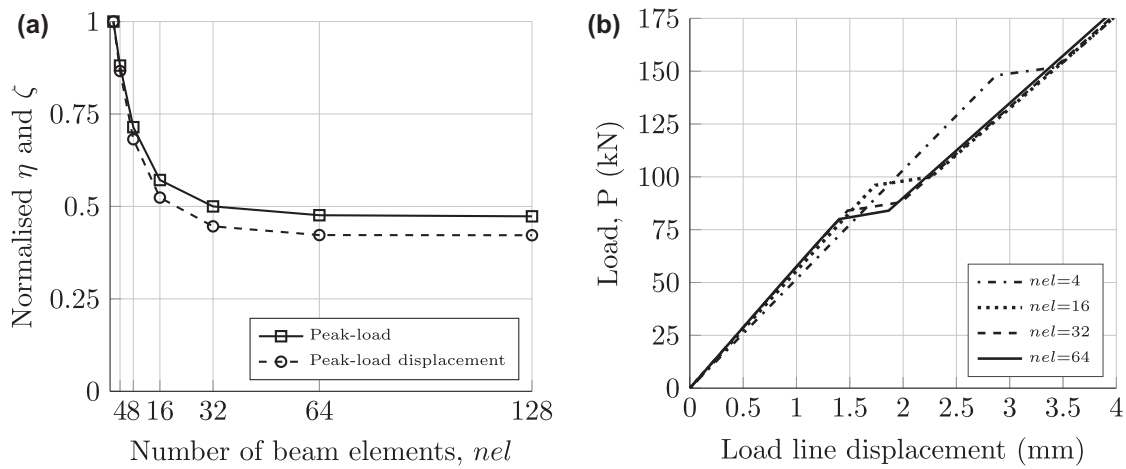 (a)
1
0.75
0.5
0.25
0
Normalised η and ζ
Peak-load
Peak-load displacement
48 16 32 64 128
Number of beam elements, nel
(b)
175
150
125
100
75
50
25
0
Load, P (kN)
nel=4
nel=16
nel=32
nel=64
0 0.5 1 1.5 2 2.5 3 3.5 4
Load line displacement (mm)